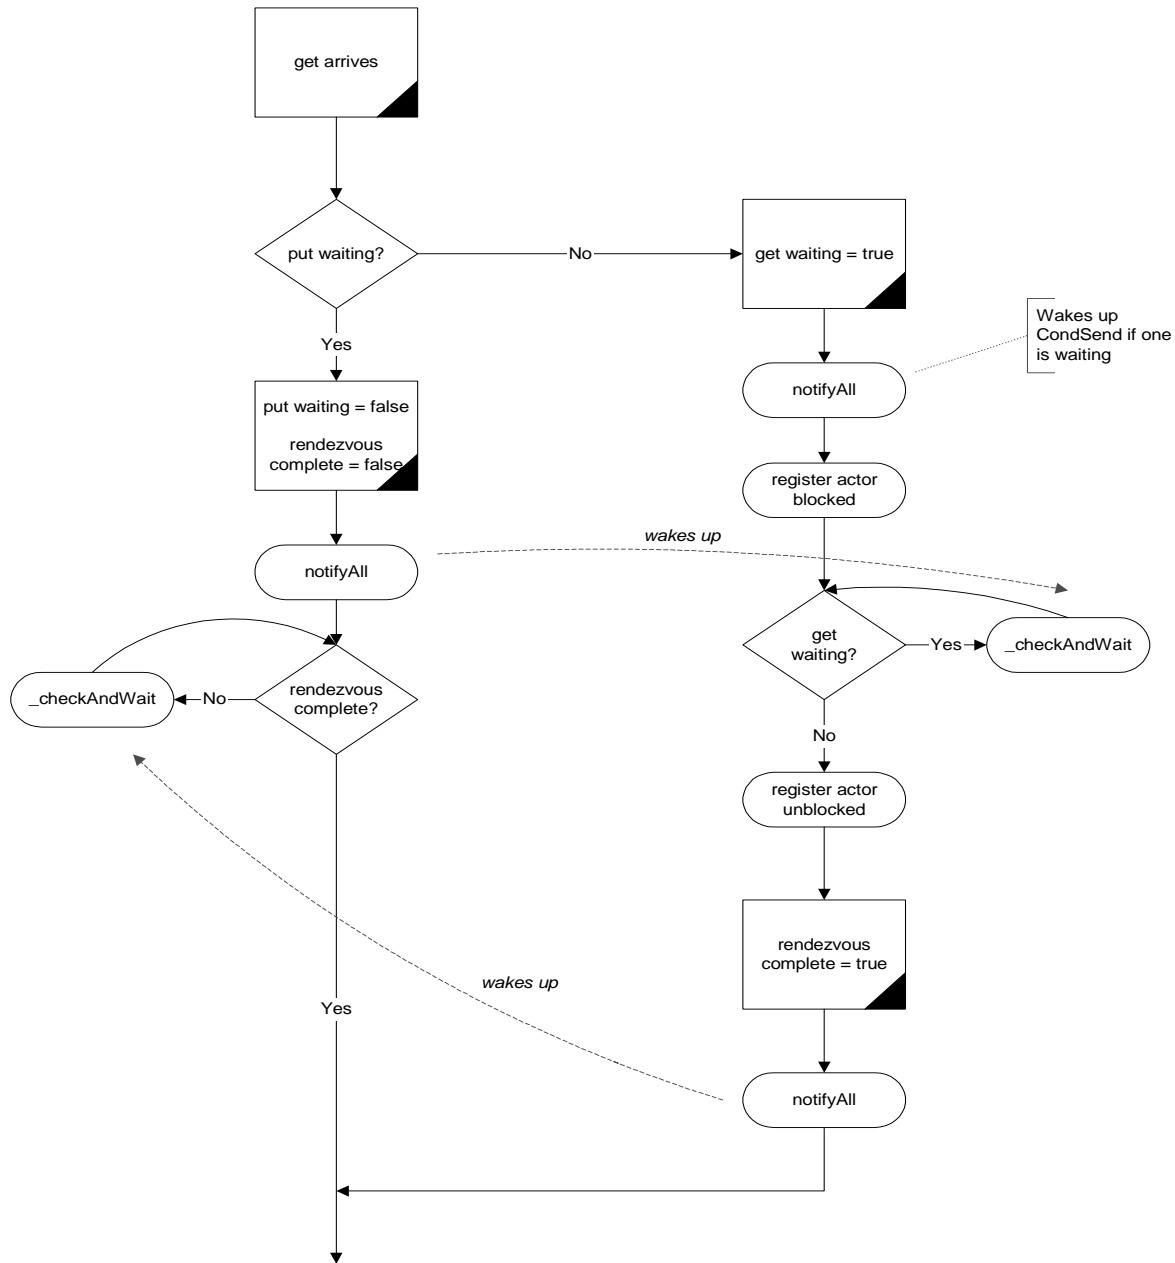 get arrives
put waiting?
No
get waiting = true
Wakes up
CondSend if one
is waiting
Yes
notifyAll
put waiting = false
rendezvous
complete = false
register actor
blocked
wakes up
notifyAll
get
waiting?
Yes
_checkAndWait
_checkAndWait
No
rendezvous
complete?
No
register actor
unblocked
rendezvous
complete = true
wakes up
Yes
notifyAll